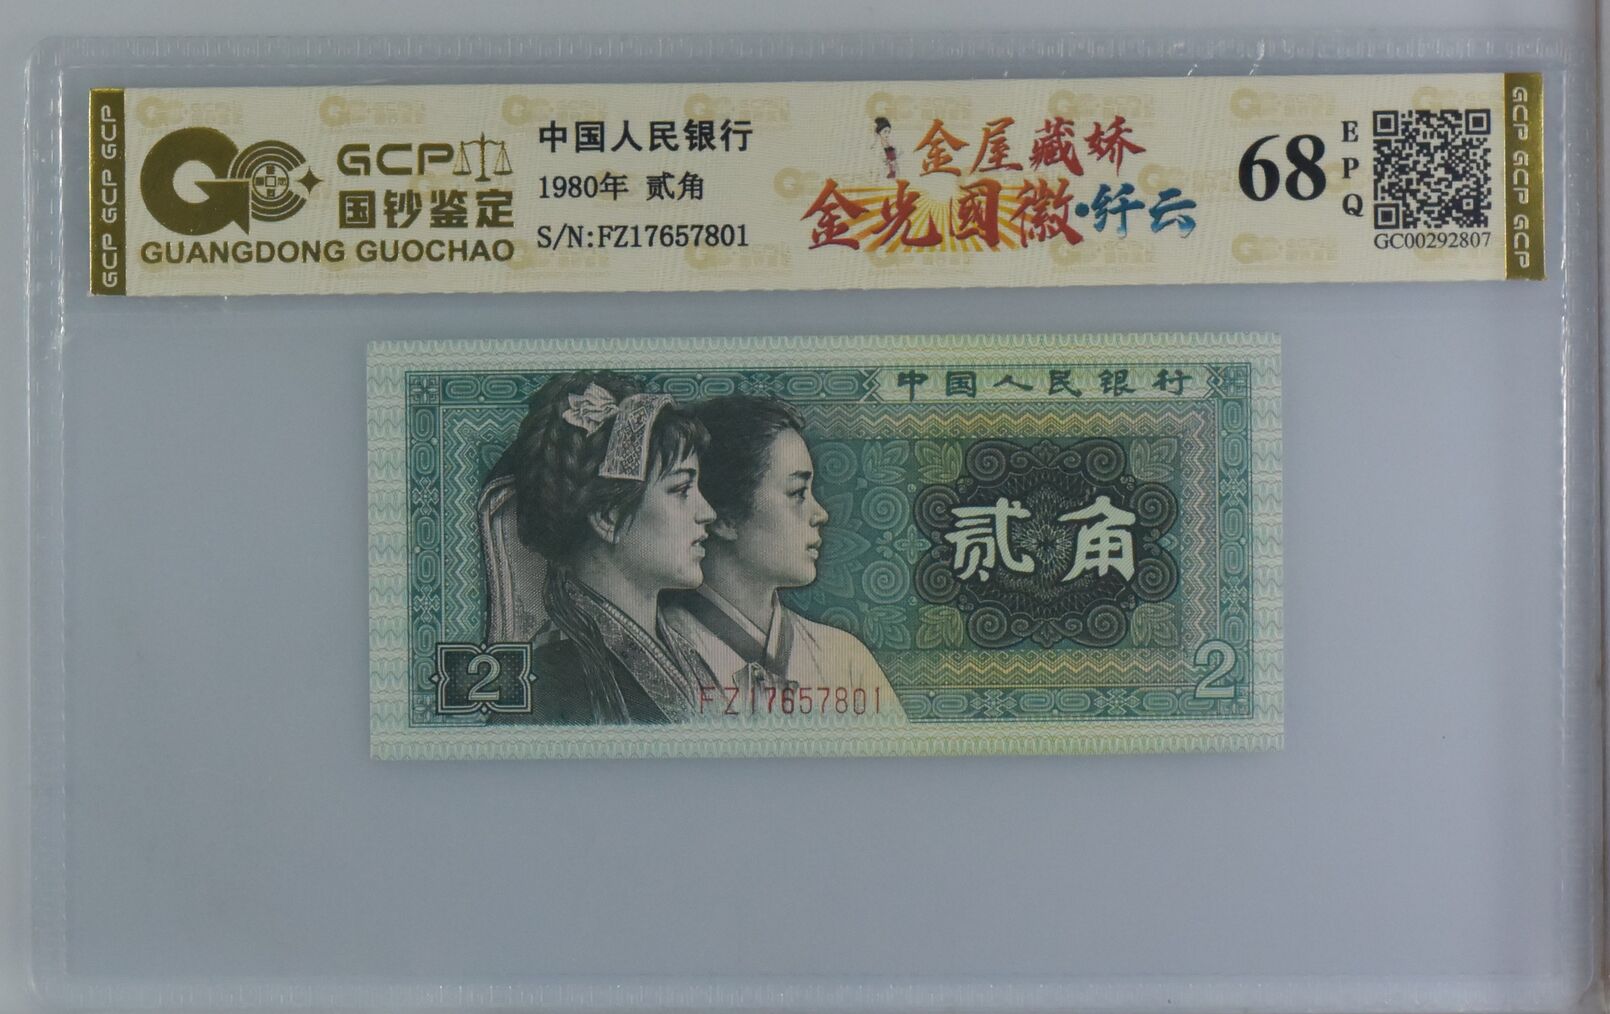 GCP GCP GCP
GCP
国钞鉴定
GUANGDONG GUOCHAO
中国人民银行
1980年 贰角
S/N:FZ17657801
金屋藏娇
金光國徽·纤云
68
EPQ
GC00292807
GCP GCP GCP
中国人民银行
贰角
2
FZ17657801
2